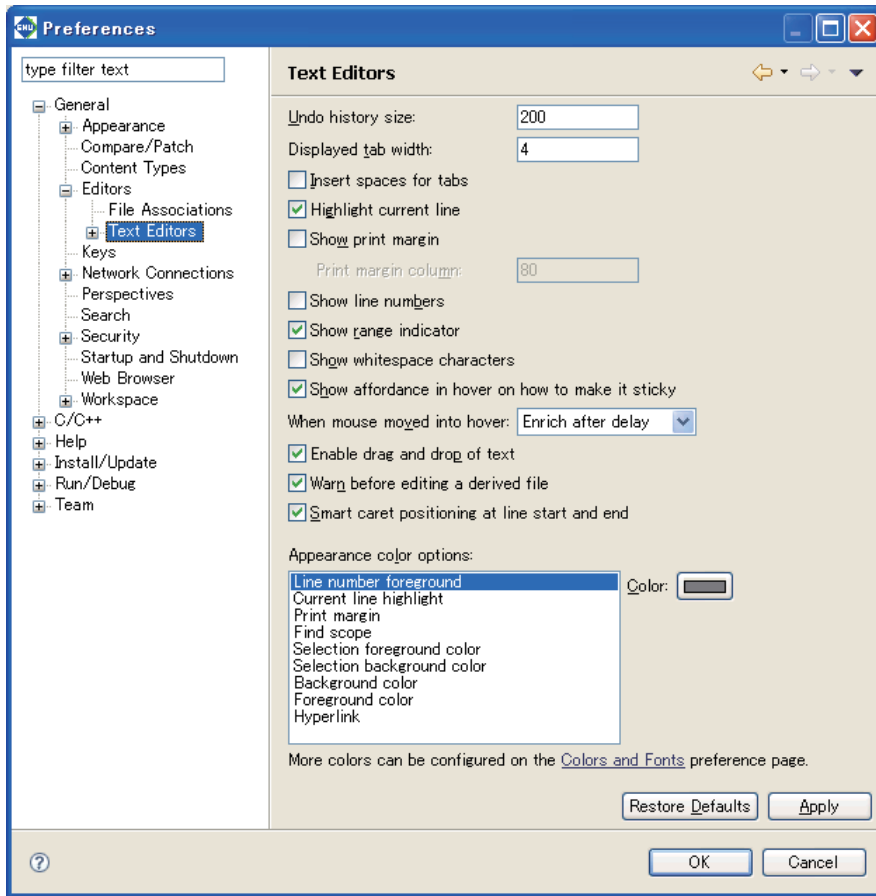 GNU Preferences
type filter text
Text Editors
General
Appearance
Compare/Patch
Content Types
Editors
File Associations
Text Editors
Keys
Network Connections
Perspectives
Search
Security
Startup and Shutdown
Web Browser
Workspace
C/C++
Help
Install/Update
Run/Debug
Team
Undo history size: 200
Displayed tab width: 4
Insert spaces for tabs
Highlight current line
Show print margin
Print margin column: 80
Show line numbers
Show range indicator
Show whitespace characters
Show affordance in hover on how to make it sticky
When mouse moved into hover: Enrich after delay
Enable drag and drop of text
Warn before editing a derived file
Smart caret positioning at line start and end
Appearance color options:
Line number foreground
Current line highlight
Print margin
Find scope
Selection foreground color
Selection background color
Background color
Foreground color
Hyperlink
Color:
More colors can be configured on the Colors and Fonts preference page.
Restore Defaults Apply
? OK Cancel